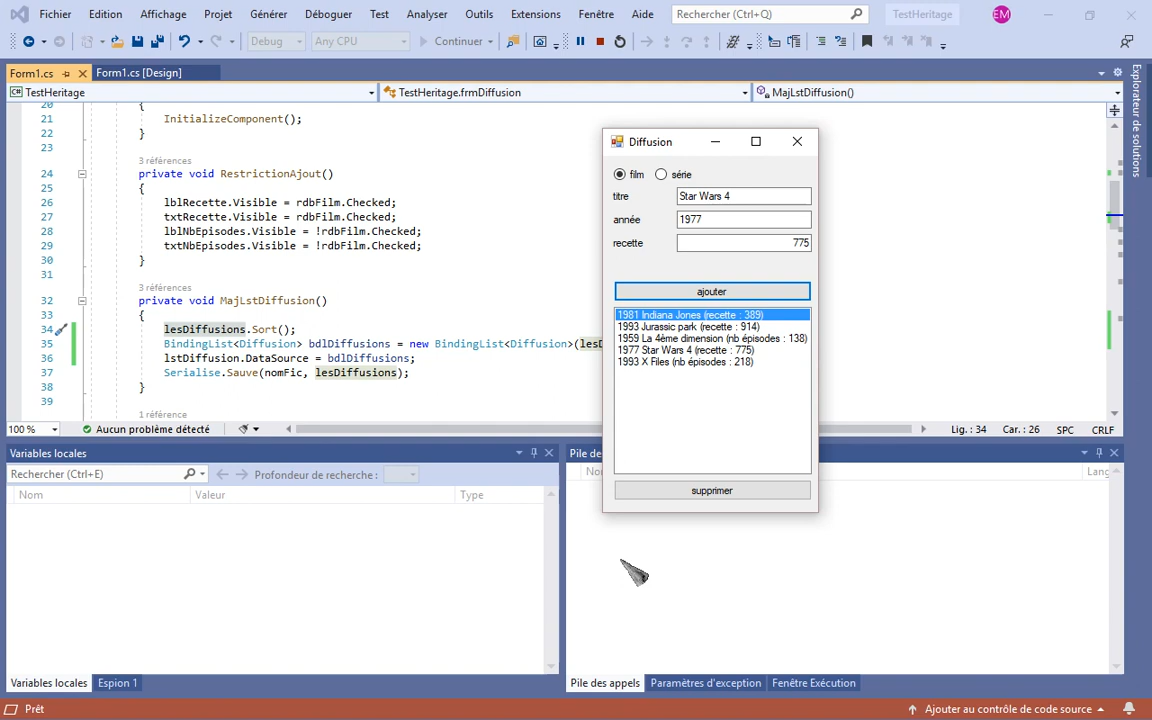 Fichier Edition Affichage Projet Générer Déboguer Test Analyser Outils Extensions Fenêtre Aide Rechercher (Ctrl+Q) TestHeritage EM
Debug Any CPU Continuer
Form1.cs Form1.cs [Design]
C# TestHeritage TestHeritage.frmDiffusion MajLstDiffusion()
20 {
21 InitializeComponent();
22 }
23
3 références
24 private void RestrictionAjout()
25 {
26 lblRecette.Visible = rdbFilm.Checked;
27 txtRecette.Visible = rdbFilm.Checked;
28 lblNbEpisodes.Visible = !rdbFilm.Checked;
29 txtNbEpisodes.Visible = !rdbFilm.Checked;
30 }
31
3 références
32 private void MajLstDiffusion()
33 {
34 lesDiffusions.Sort();
35 BindingList<Diffusion> bdlDiffusions = new BindingList<Diffusion>(lesD
36 lstDiffusion.DataSource = bdlDiffusions;
37 Serialise.Sauve(nomFic, lesDiffusions);
38 }
39
1 référence
100 % Aucun problème détecté Lig. : 34 Car. : 26 SPC CRLF
Explorateur de solutions
Diffusion
film série
titre Star Wars 4
année 1977
recette 775
ajouter
1981 Indiana Jones (recette : 389)
1993 Jurassic park (recette : 914)
1959 La 4ème dimension (nb épisodes : 138)
1977 Star Wars 4 (recette : 775)
1993 X Files (nb épisodes : 218)
supprimer
Variables locales
Rechercher (Ctrl+E) Profondeur de recherche :
Nom Valeur Type
Pile des
No Lang
Variables locales Espion 1
Pile des appels Paramètres d'exception Fenêtre Exécution
Prêt Ajouter au contrôle de code source